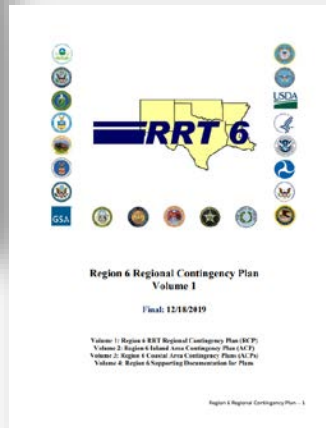 RRT 6
USDA
GSA
Region 6 Regional Contingency Plan
Volume 1
Final: 12/18/2019
Volume 1: Region 6 RRT Regional Contingency Plan (RCP)
Volume 2: Region 6 Inland Area Contingency Plan (ACP)
Volume 3: Region 6 Coastal Area Contingency Plans (ACPs)
Volume 4: Region 6 Supporting Documentation for Plans
Region 6 Regional Contingency Plan - 1